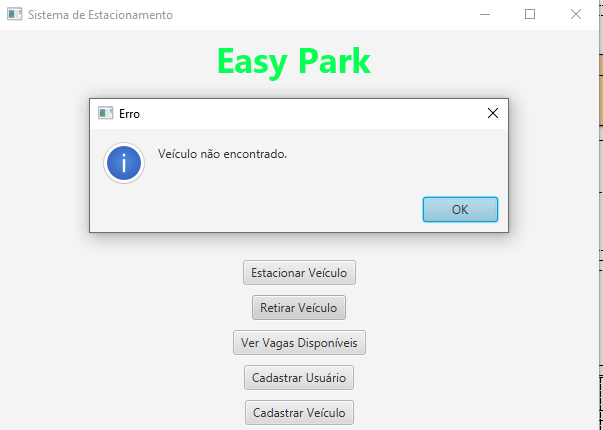 Sistema de Estacionamento
Easy Park
Erro
i
Veículo não encontrado.
OK
Estacionar Veículo
Retirar Veículo
Ver Vagas Disponíveis
Cadastrar Usuário
Cadastrar Veículo